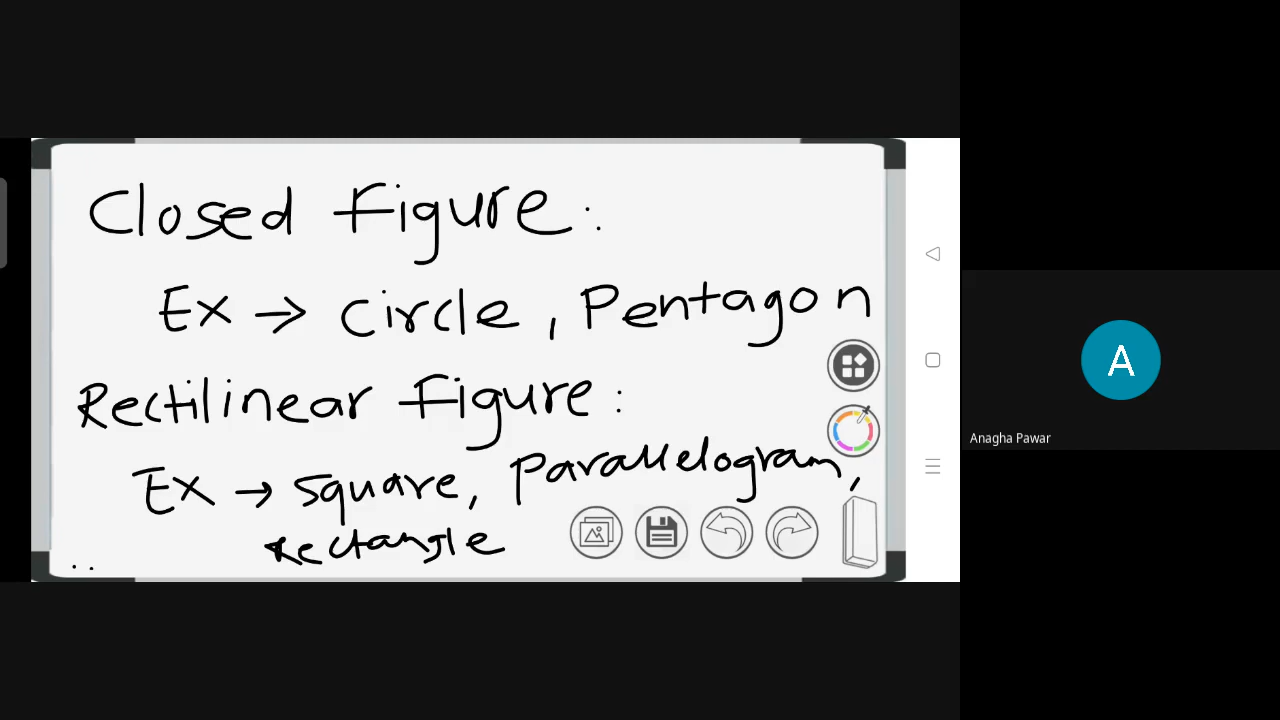 Closed Figure:
Ex → Circle, Pentagon
Rectilinear Figure:
Ex → Square, Parallelogram,
Rectangle
A
Anagha Pawar